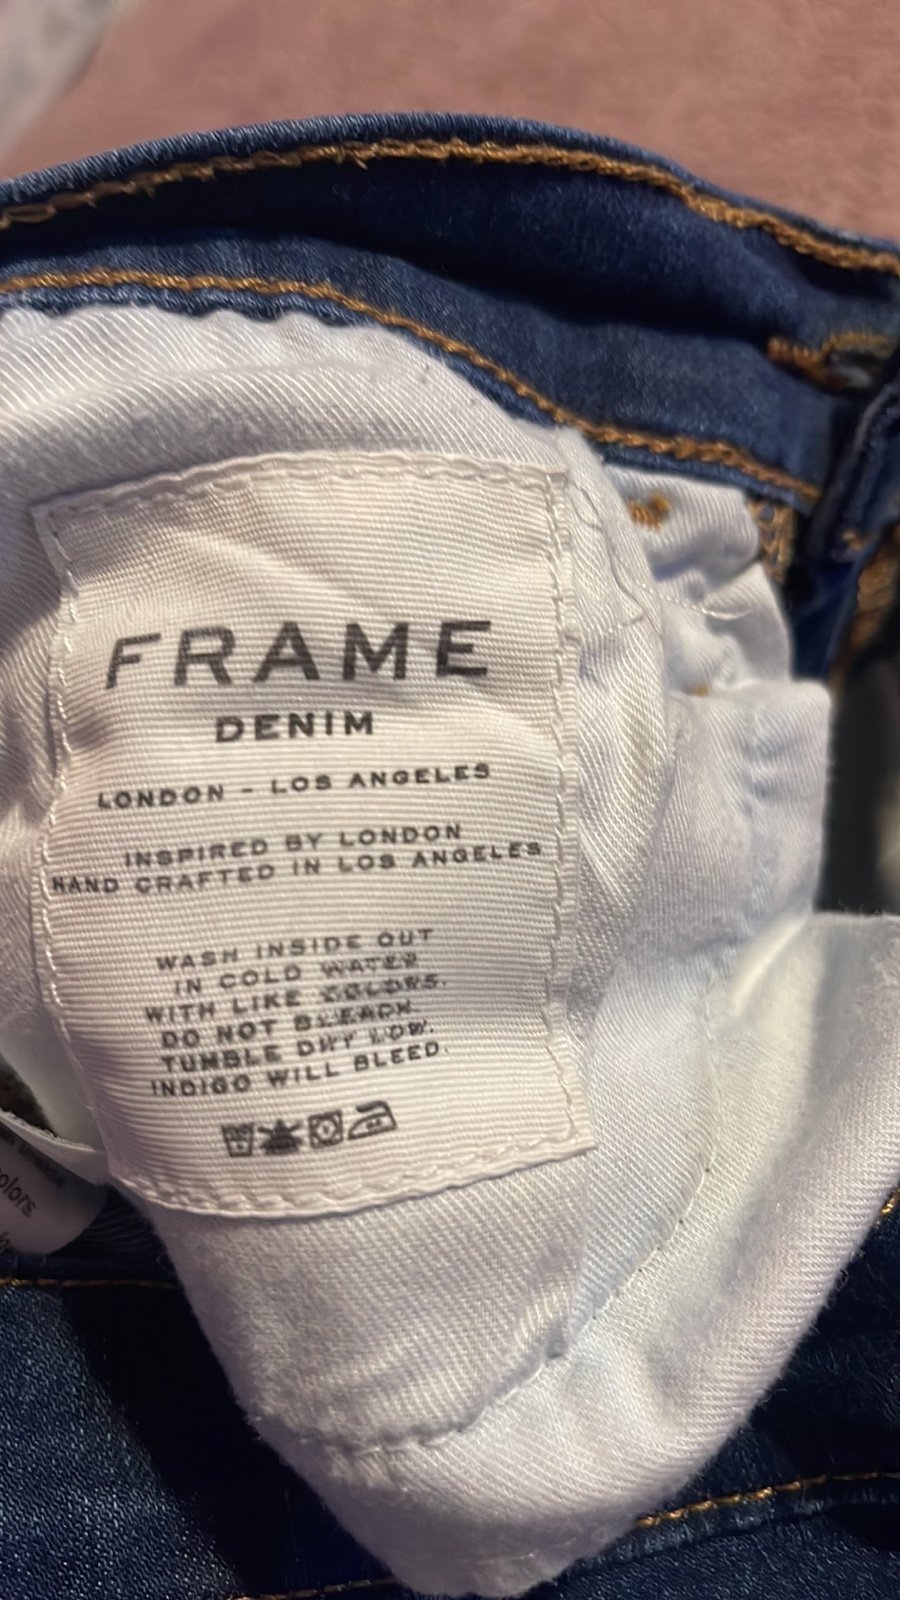 FRAME
DENIM
LONDON - LOS ANGELES
INSPIRED BY LONDON
HAND CRAFTED IN LOS ANGELES
WASH INSIDE OUT
IN COLD WATER
WITH LIKE COLORS.
DO NOT BLEACH.
TUMBLE DRY LOW.
INDIGO WILL BLEED.
olors